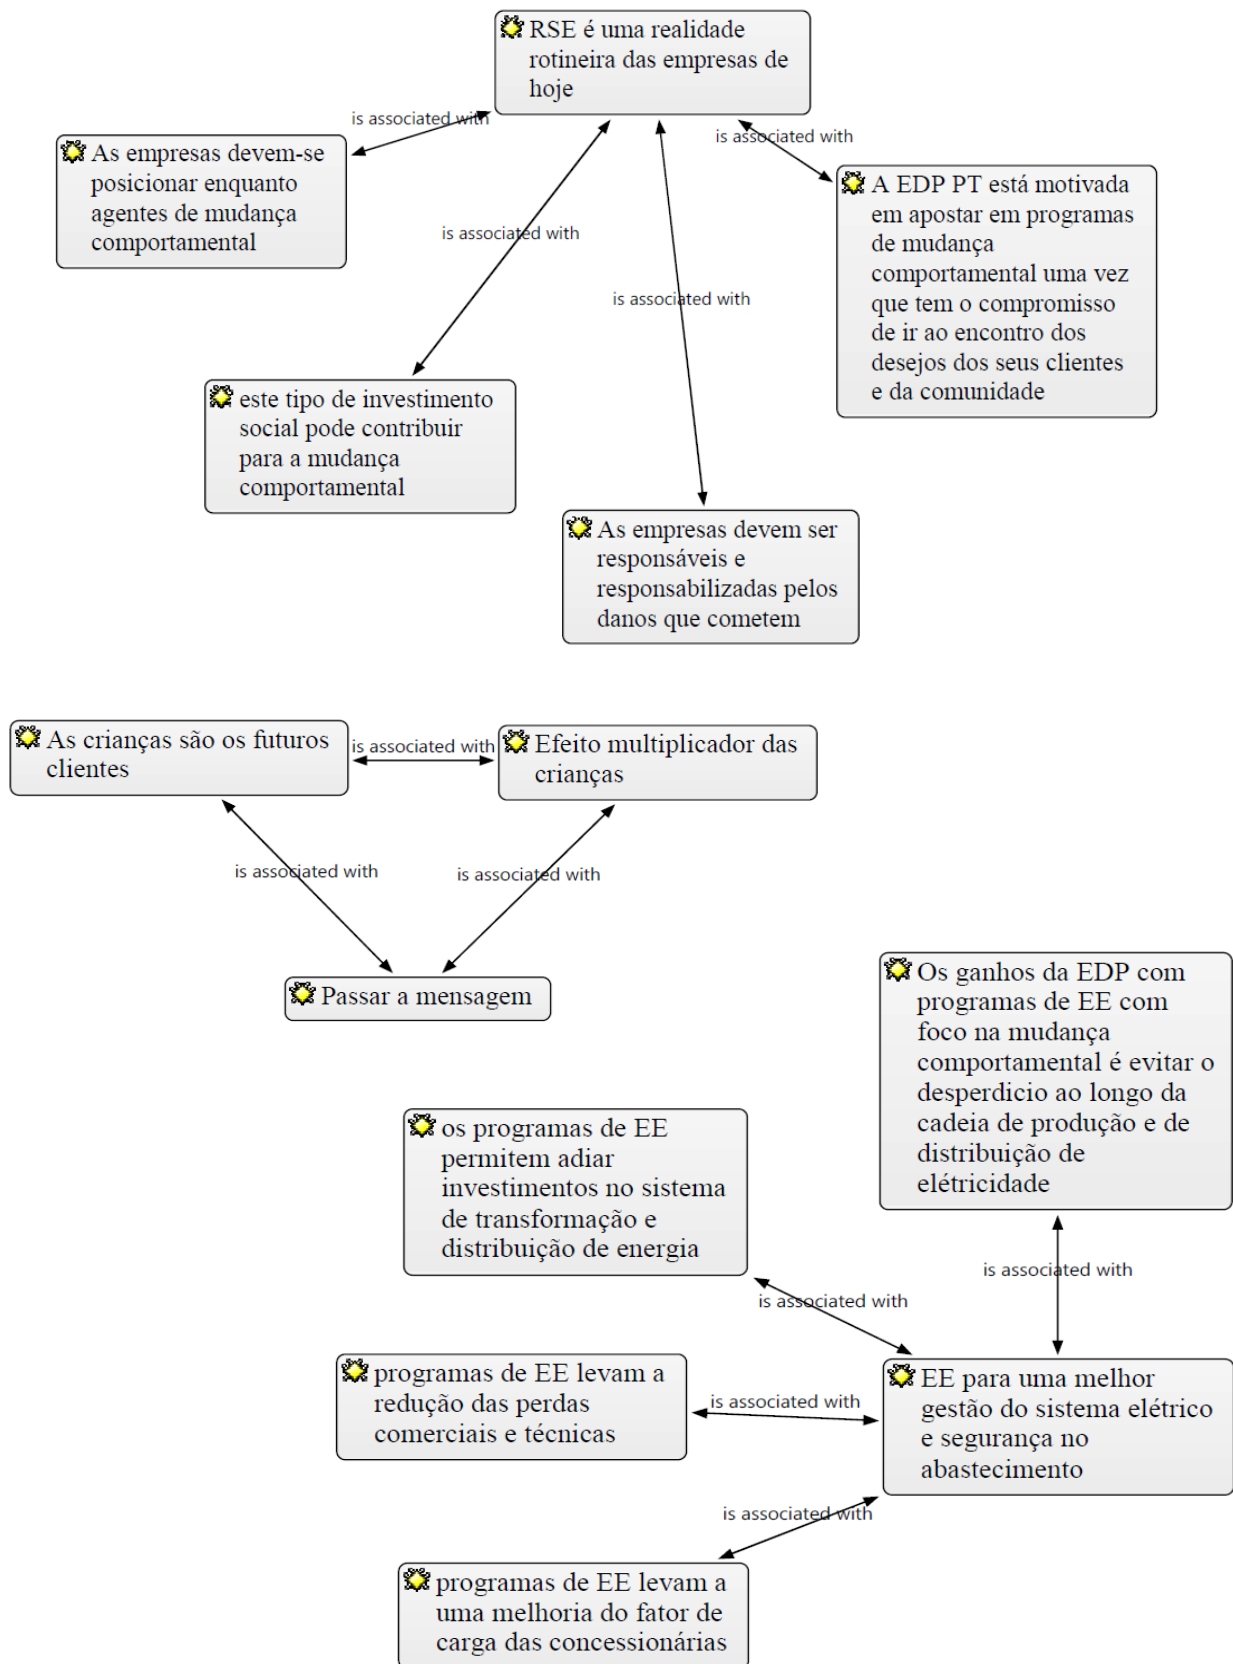 RSE é uma realidade
rotineira das empresas de
hoje
is associated with
is associated with
As empresas devem-se
posicionar enquanto
agentes de mudança
comportamental
A EDP PT está motivada
em apostar em programas
de mudança
comportamental uma vez
que tem o compromisso
de ir ao encontro dos
desejos dos seus clientes
e da comunidade
is associated with
is associated with
este tipo de investimento
social pode contribuir
para a mudança
comportamental
As empresas devem ser
responsáveis e
responsabilizadas pelos
danos que cometem
As crianças são os futuros
clientes
is associated with
Efeito multiplicador das
crianças
is associated with
is associated with
Passar a mensagem
Os ganhos da EDP com
programas de EE com
foco na mudança
comportamental é evitar o
desperdicio ao longo da
cadeia de produção e de
distribuição de
elétricidade
os programas de EE
permitem adiar
investimentos no sistema
de transformação e
distribuição de energia
is associated with
is associated with
programas de EE levam a
redução das perdas
comerciais e técnicas
is associated with
EE para uma melhor
gestão do sistema elétrico
e segurança no
abastecimento
is associated with
programas de EE levam a
uma melhoria do fator de
carga das concessionárias